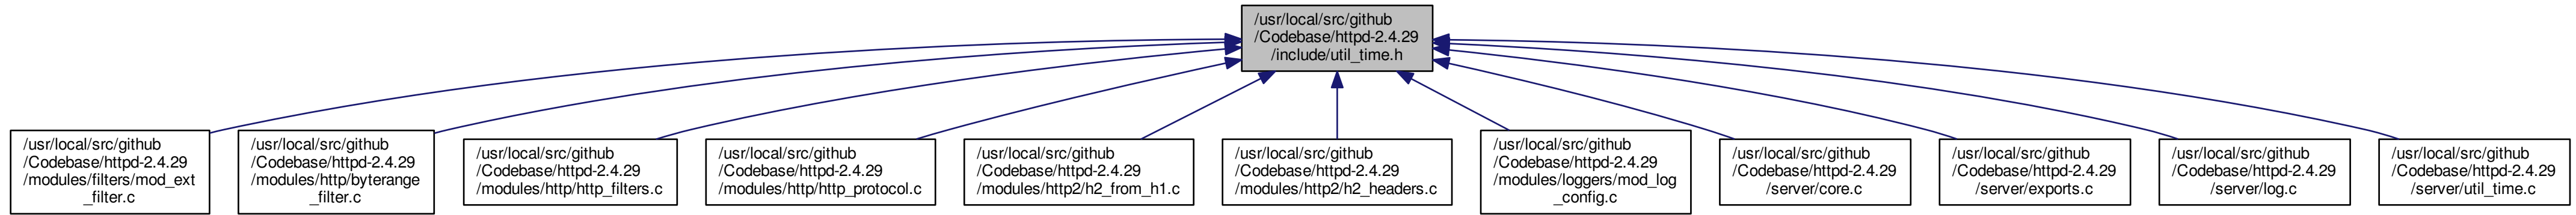 /usr/local/src/github
/Codebase/httpd-2.4.29
/include/util_time.h
/usr/local/src/github
/Codebase/httpd-2.4.29
/modules/filters/mod_ext
_filter.c
/usr/local/src/github
/Codebase/httpd-2.4.29
/modules/http/byterange
_filter.c
/usr/local/src/github
/Codebase/httpd-2.4.29
/modules/http/http_filters.c
/usr/local/src/github
/Codebase/httpd-2.4.29
/modules/http/http_protocol.c
/usr/local/src/github
/Codebase/httpd-2.4.29
/modules/http2/h2_from_h1.c
/usr/local/src/github
/Codebase/httpd-2.4.29
/modules/http2/h2_headers.c
/usr/local/src/github
/Codebase/httpd-2.4.29
/modules/loggers/mod_log
_config.c
/usr/local/src/github
/Codebase/httpd-2.4.29
/server/core.c
/usr/local/src/github
/Codebase/httpd-2.4.29
/server/exports.c
/usr/local/src/github
/Codebase/httpd-2.4.29
/server/log.c
/usr/local/src/github
/Codebase/httpd-2.4.29
/server/util_time.c